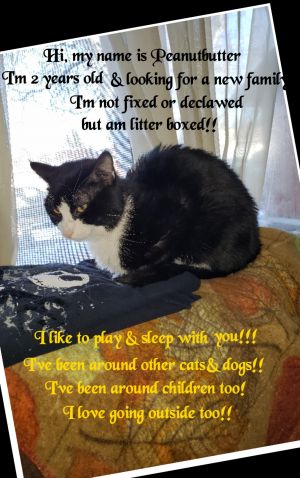 Hi, my name is Peanutbutter
I'm 2 years old & looking for a new family
I'm not fixed or declawed
but am litter boxed!!
I like to play & sleep with you!!!
I've been around other cats& dogs!!
I've been around children too!
I love going outside too!!